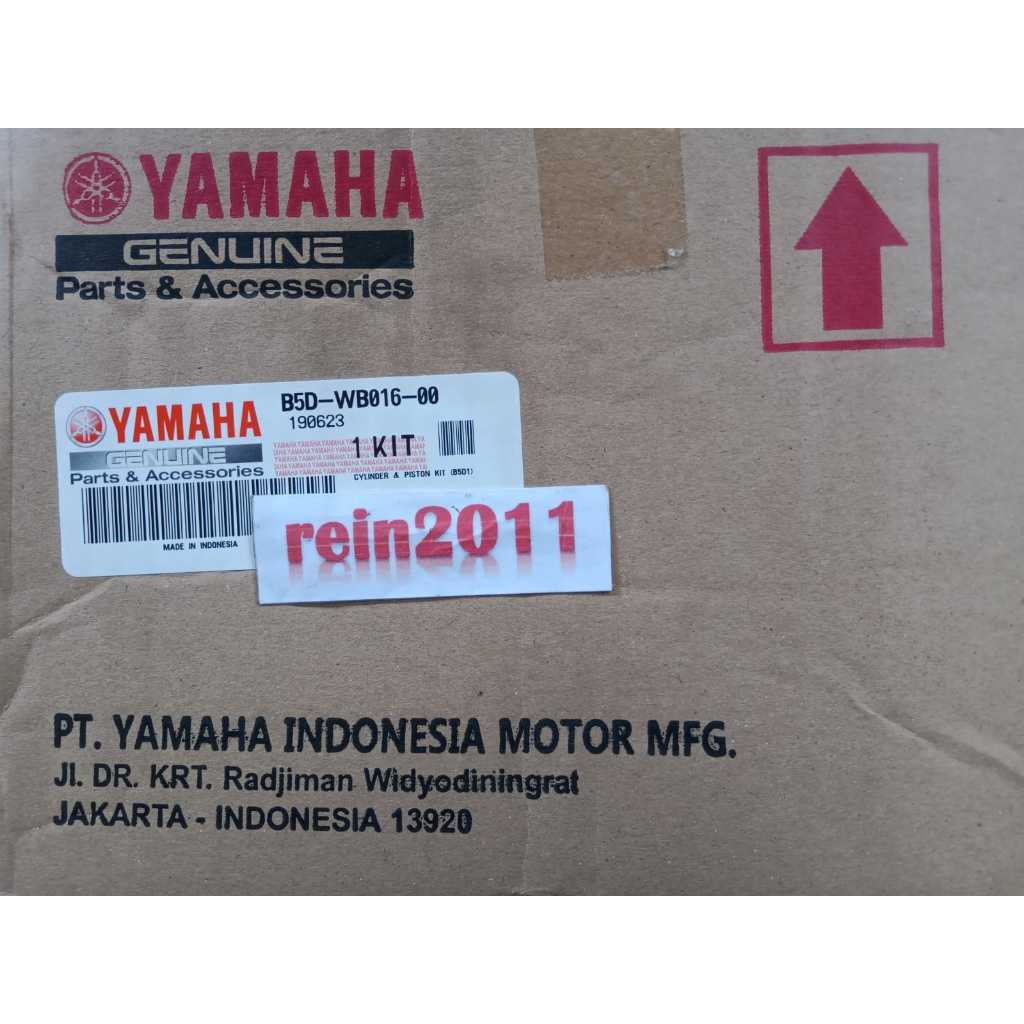 YAMAHA
GENUINE
Parts & Accessories
YAMAHA
GENUINE
Parts & Accessories
B5D-WB016-00
190623
1 KIT
CYLINDER & PISTON KIT (B5D1)
MADE IN INDONESIA
rein2011
PT. YAMAHA INDONESIA MOTOR MFG.
Jl. DR. KRT. Radjiman Widyodiningrat
JAKARTA - INDONESIA 13920